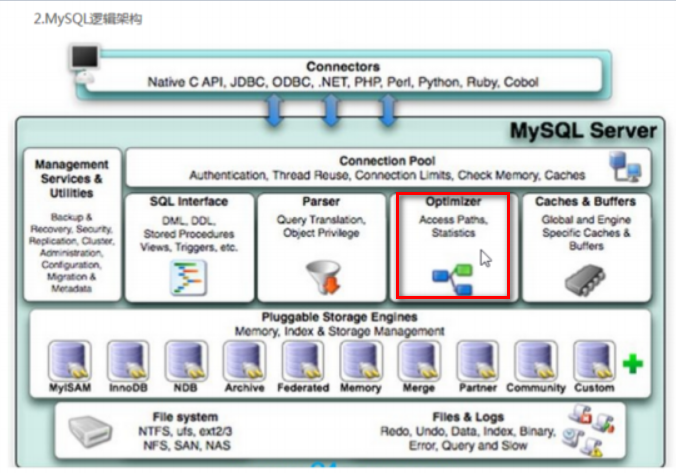 2.MySQL逻辑架构
Connectors
Native C API, JDBC, ODBC, .NET, PHP, Perl, Python, Ruby, Cobol
MySQL Server
Management
Services &
Utilities
Backup &
Recovery, Security,
Replication, Cluster,
Administration,
Configuration,
Migration &
Metadata
Connection Pool
Authentication, Thread Reuse, Connection Limits, Check Memory, Caches
SQL Interface
DML, DDL,
Stored Procedures
Views, Triggers, etc.
Parser
Query Translation,
Object Privilege
Optimizer
Access Paths,
Statistics
Caches & Buffers
Global and Engine
Specific Caches &
Buffers
Pluggable Storage Engines
Memory, Index & Storage Management
MyISAM
InnoDB
NDB
Archive
Federated
Memory
Merge
Partner
Community
Custom
File system
NTFS, ufs, ext2/3
NFS, SAN, NAS
Files & Logs
Redo, Undo, Data, Index, Binary,
Error, Query and Slow